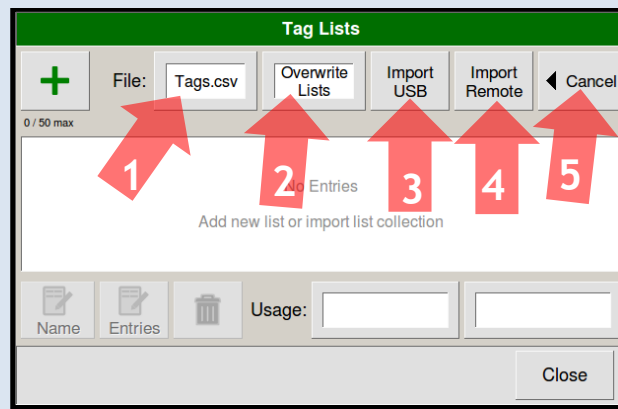 Tag Lists
File:
Tags.csv
Overwrite
Lists
Import
USB
Import
Remote
Cancel
0 / 50 max
1
2
3
4
5
No Entries
Add new list or import list collection
Name
Entries
Usage:
Close